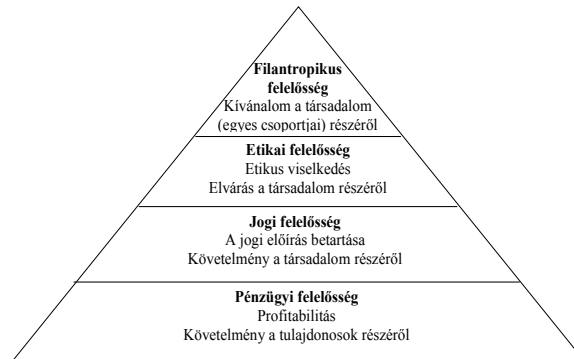 Filantropikus
felelősség
Kívánalom a társadalom
(egyes csoportjai) részéről
Etikai felelősség
Etikus viselkedés
Elvárás a társadalom részéről
Jogi felelősség
A jogi előírás betartása
Követelmény a társadalom részéről
Pénzügyi felelősség
Profitabilitás
Követelmény a tulajdonosok részéről